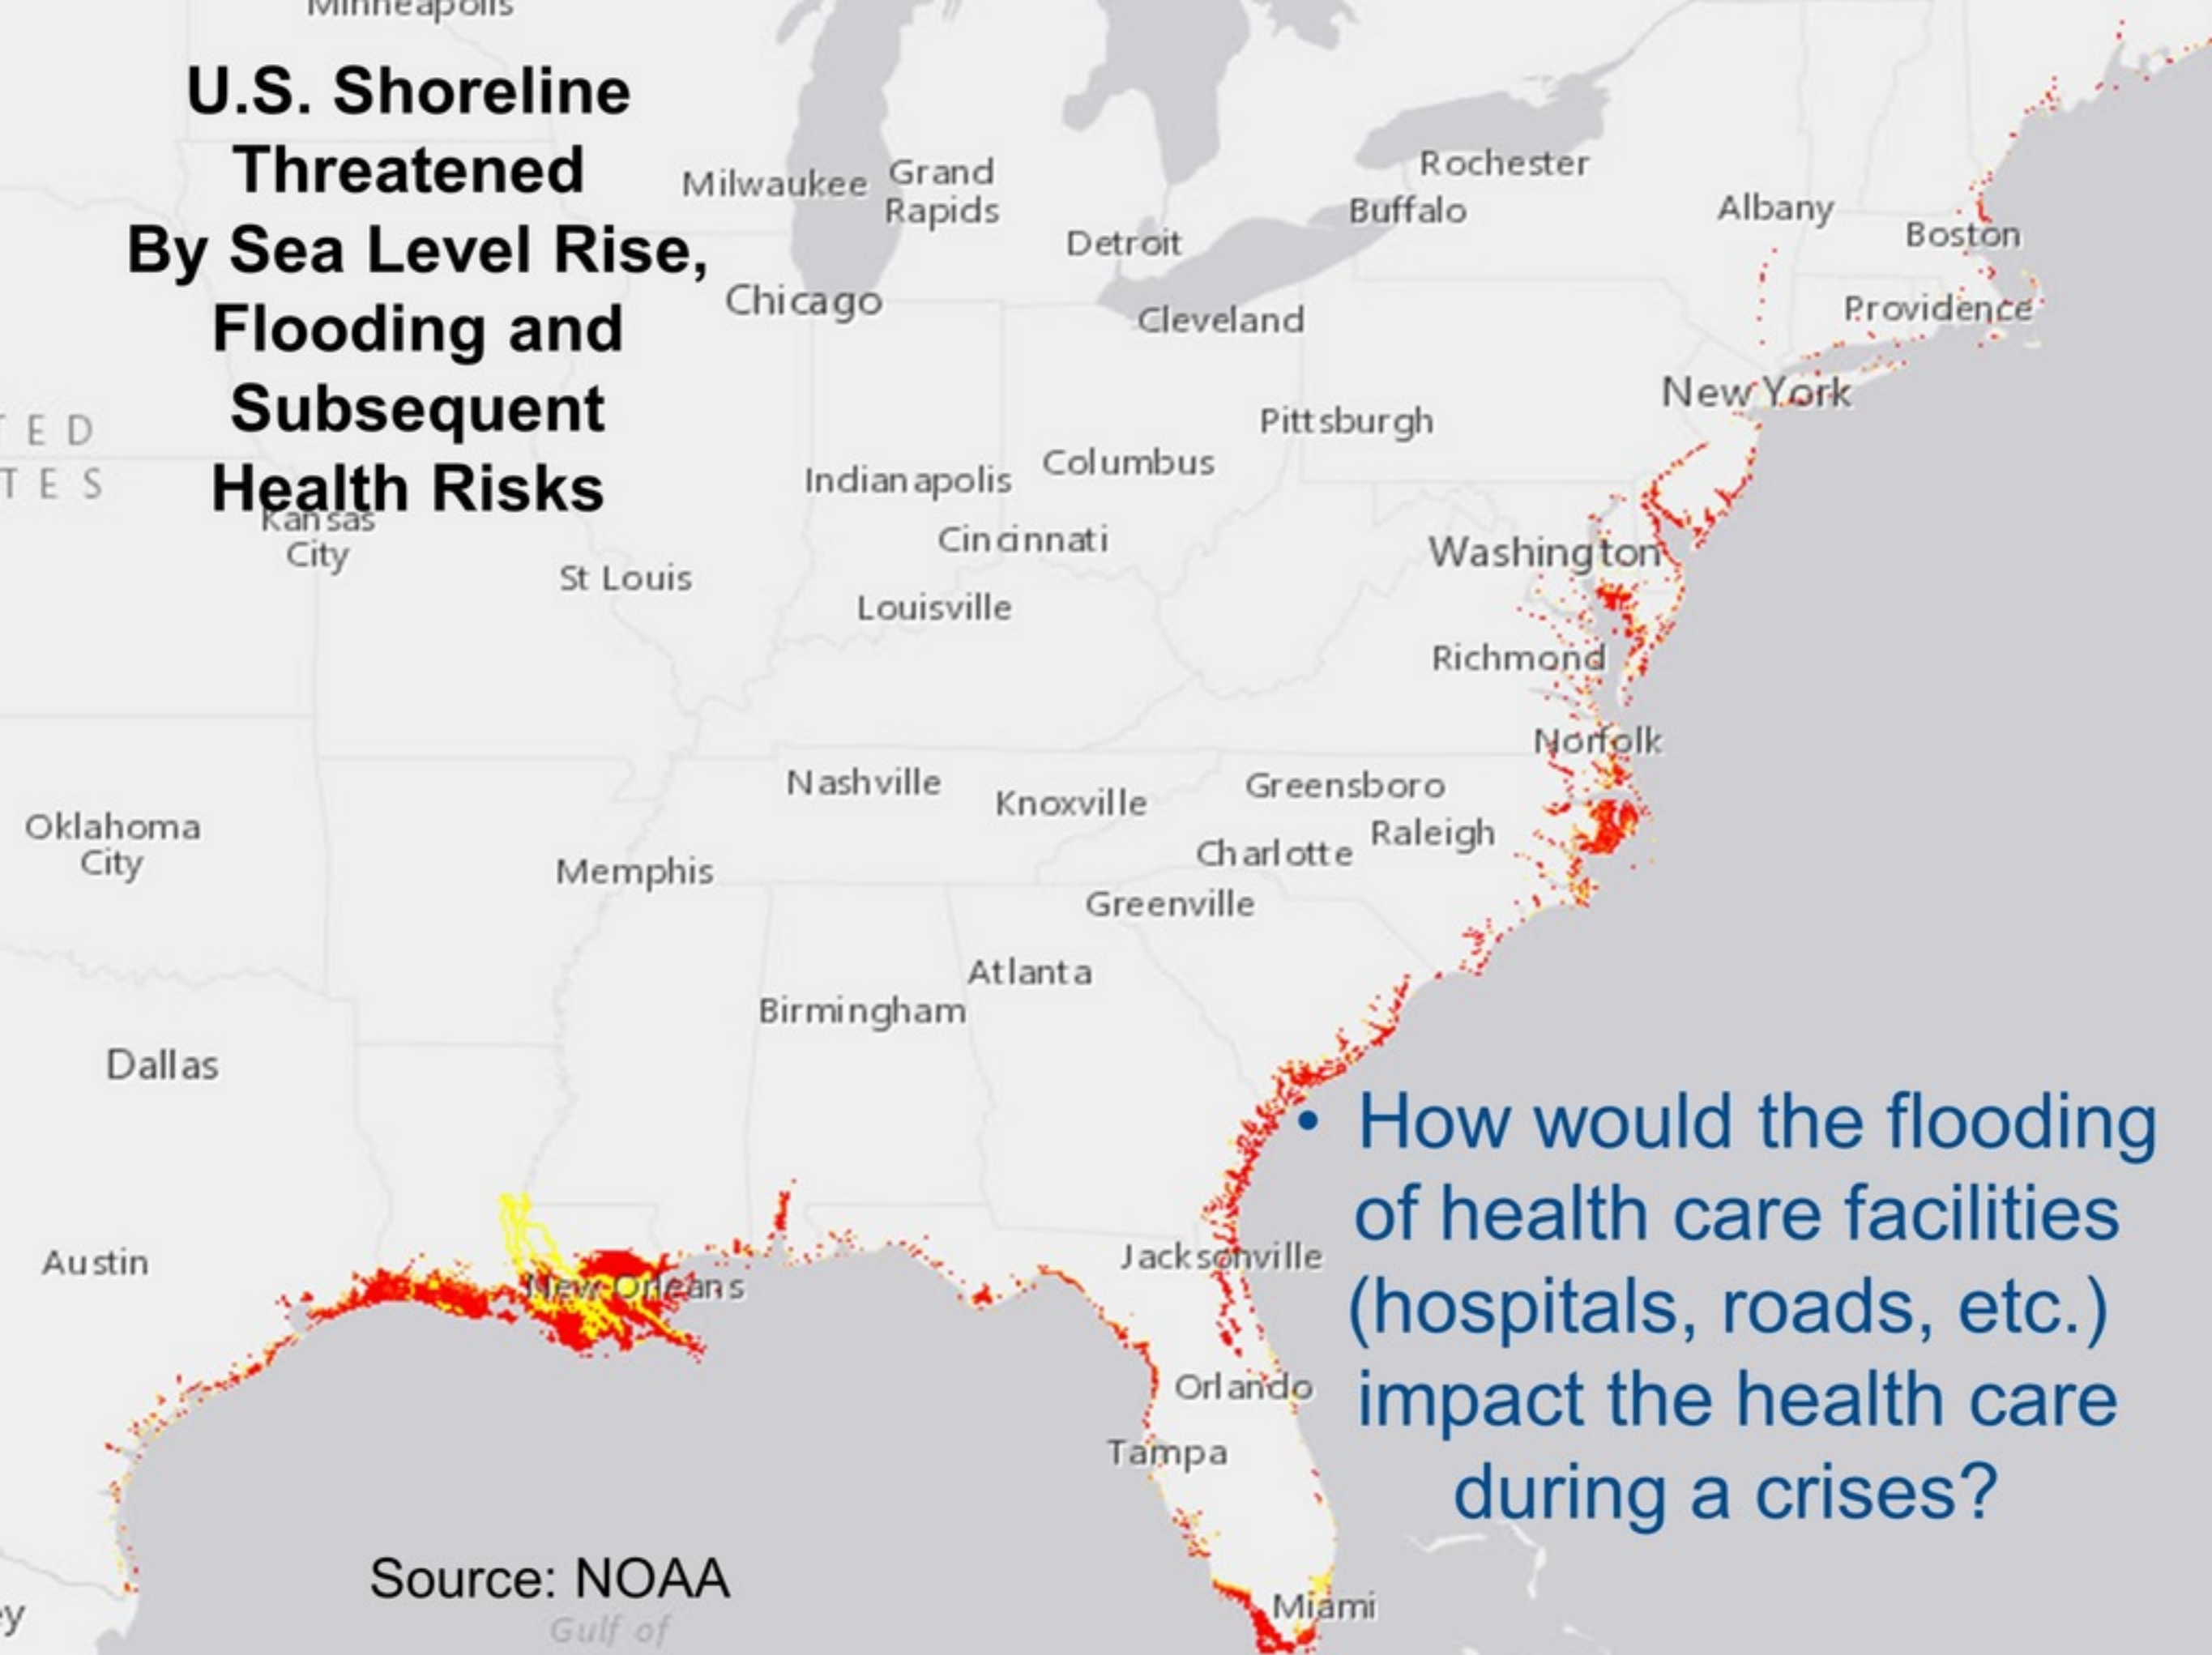 Minneapolis
U.S. Shoreline
Threatened
By Sea Level Rise,
Flooding and
Subsequent
Health Risks
Milwaukee
Grand
Rapids
Rochester
Buffalo
Albany
Boston
Detroit
Chicago
Cleveland
Providence
New York
TED
TES
Pittsburgh
Columbus
Indianapolis
Kansas
City
Cincinnati
Washington
St Louis
Louisville
Richmond
Norfolk
Nashville
Knoxville
Greensboro
Oklahoma
City
Raleigh
Charlotte
Memphis
Greenville
Atlanta
Birmingham
Dallas
• How would the flooding
of health care facilities
(hospitals, roads, etc.)
impact the health care
during a crises?
Austin
New Orleans
Jacksonville
Orlando
Tampa
Miami
Source: NOAA
Gulf of
ey